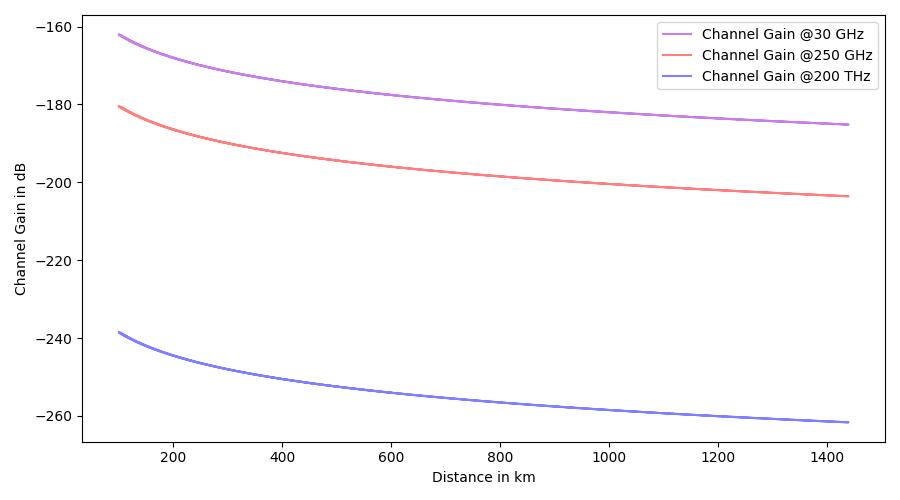 −160
−180
−200
−220
−240
−260
Channel Gain in dB
Channel Gain @30 GHz
Channel Gain @250 GHz
Channel Gain @200 THz
200 400 600 800 1000 1200 1400
Distance in km